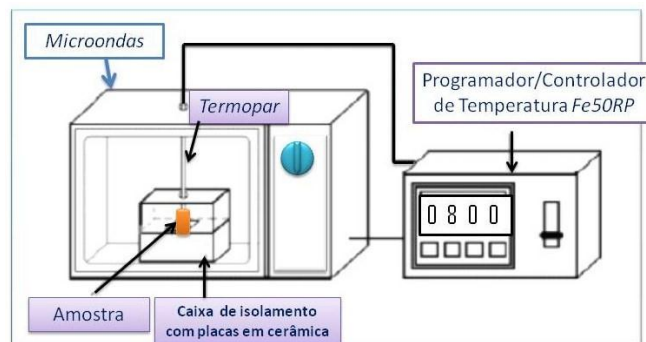 Microondas
Termopar
Programador/Controlador
de Temperatura Fe50RP
0800
Amostra
Caixa de isolamento
com placas em cerâmica